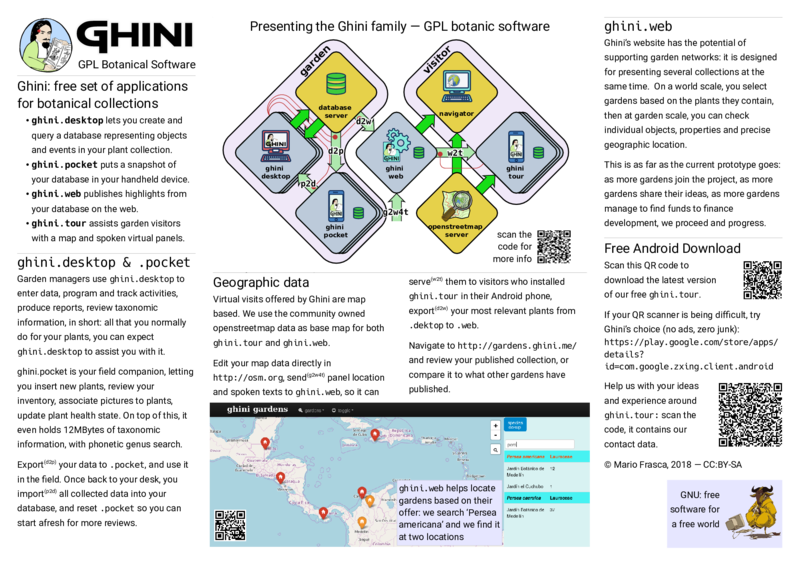 GHINI
GPL Botanical Software
Ghini: free set of applications
for botanical collections
• ghini.desktop lets you create and
query a database representing objects
and events in your plant collection.
• ghini.pocket puts a snapshot of
your database in your handheld device.
• ghini.web publishes highlights from
your database on the web.
• ghini.tour assists garden visitors
with a map and spoken virtual panels.
ghini.desktop & .pocket
Garden managers use ghini.desktop to
enter data, program and track activities,
produce reports, review taxonomic
information, in short: all that you normally
do for your plants, you can expect
ghini.desktop to assist you with.
ghini.pocket is your field companion, letting
you insert new plants, review your
inventory, associate pictures to plants,
update plant health state. On top of this, it
even holds 12MBytes of taxonomic
information, with phonetic genus search.
Export(d2p) your data to .pocket, and use it
in the field. Once back to your desk, you
import(p2d) all collected data into your
database, and reset .pocket so you can
start afresh for more reviews.
Presenting the Ghini family — GPL botanic software
garden
visitor
database
server
navigator
d2w
GHINI
d2p
w2t
ghini
desktop
ghini
web
ghini
tour
p2d
ghini
pocket
g2w4t
openstreetmap
server
scan the
code for
more info
Geographic data
Virtual visits offered by Ghini are map
based. We use the community owned
openstreetmap data as base map for both
ghini.tour and ghini.web.
Edit your map data directly in
http://osm.org, send(g2w4t) panel location
and spoken texts to ghini.web, so it can
serve(w2t) them to visitors who installed
ghini.tour in their Android phone,
export(d2w) your most relevant plants from
.dektop to .web.
Navigate to http://gardens.ghini.me/
and review your published collection, or
compare it to what other gardens have
published.
ghini gardens
Persea americana Lauraceae
Jardín el Cucholas
Persea caerulea Lauraceae
Medellín
ghini.web helps locate
gardens based on their
offer: we search 'Persea
americana' and we find it
at two locations
ghini.web
Ghini's website has the potential of
supporting garden networks: it is designed
for presenting several collections at the
same time. On a world scale, you select
gardens based on the plants they contain,
then at garden scale, you can check
individual objects, properties and precise
geographic location.
This is as far as the current prototype goes:
as more gardens join the project, as more
gardens share their ideas, as more gardens
manage to find funds to finance
development, we proceed and progress.
Free Android Download
Scan this QR code to
download the latest version
of our free ghini.tour.
If your QR scanner is being difficult, try
Ghini's choice (no ads, zero junk):
https://play.google.com/store/apps/
details?
id=com.google.zxing.client.android
Help us with your ideas
and experience around
ghini.tour: scan the
code, it contains our
contact data.
© Mario Frasca, 2018 — CC:BY-SA
GNU: free
software for
a free world